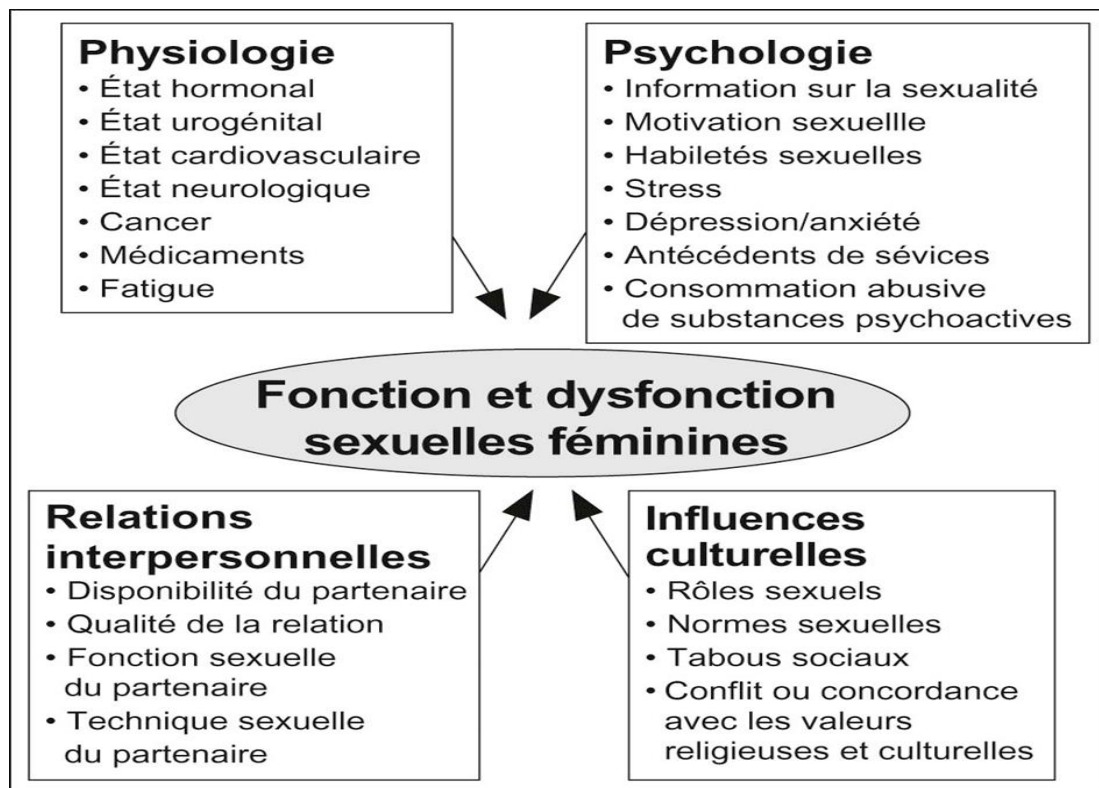 Physiologie
• État hormonal
• État urogénital
• État cardiovasculaire
• État neurologique
• Cancer
• Médicaments
• Fatigue
Psychologie
• Information sur la sexualité
• Motivation sexuellle
• Habiletés sexuelles
• Stress
• Dépression/anxiété
• Antécédents de sévices
• Consommation abusive
de substances psychoactives
Fonction et dysfonction
sexuelles féminines
Relations
interpersonnelles
• Disponibilité du partenaire
• Qualité de la relation
• Fonction sexuelle
du partenaire
• Technique sexuelle
du partenaire
Influences
culturelles
• Rôles sexuels
• Normes sexuelles
• Tabous sociaux
• Conflit ou concordance
avec les valeurs
religieuses et culturelles